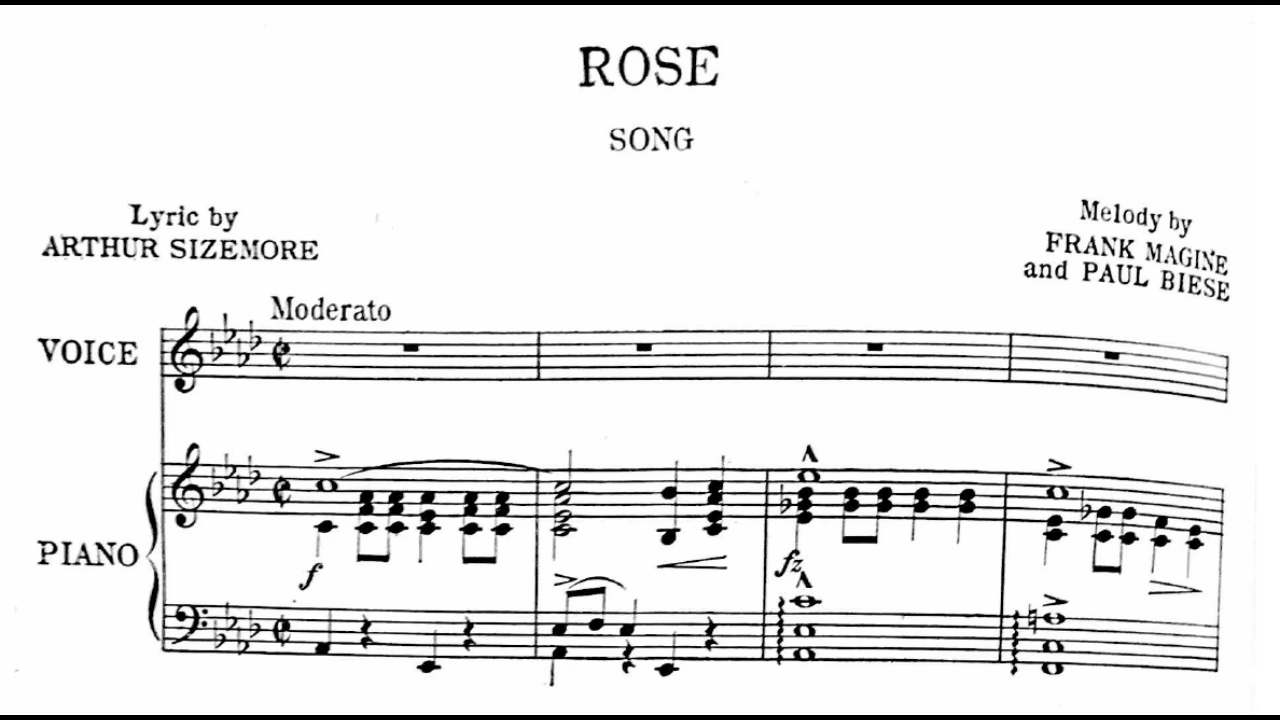 ROSE
SONG
Lyric by
ARTHUR SIZEMORE
Melody by
FRANK MAGINE
and PAUL BIESE
Moderato
VOICE
PIANO
f
fz